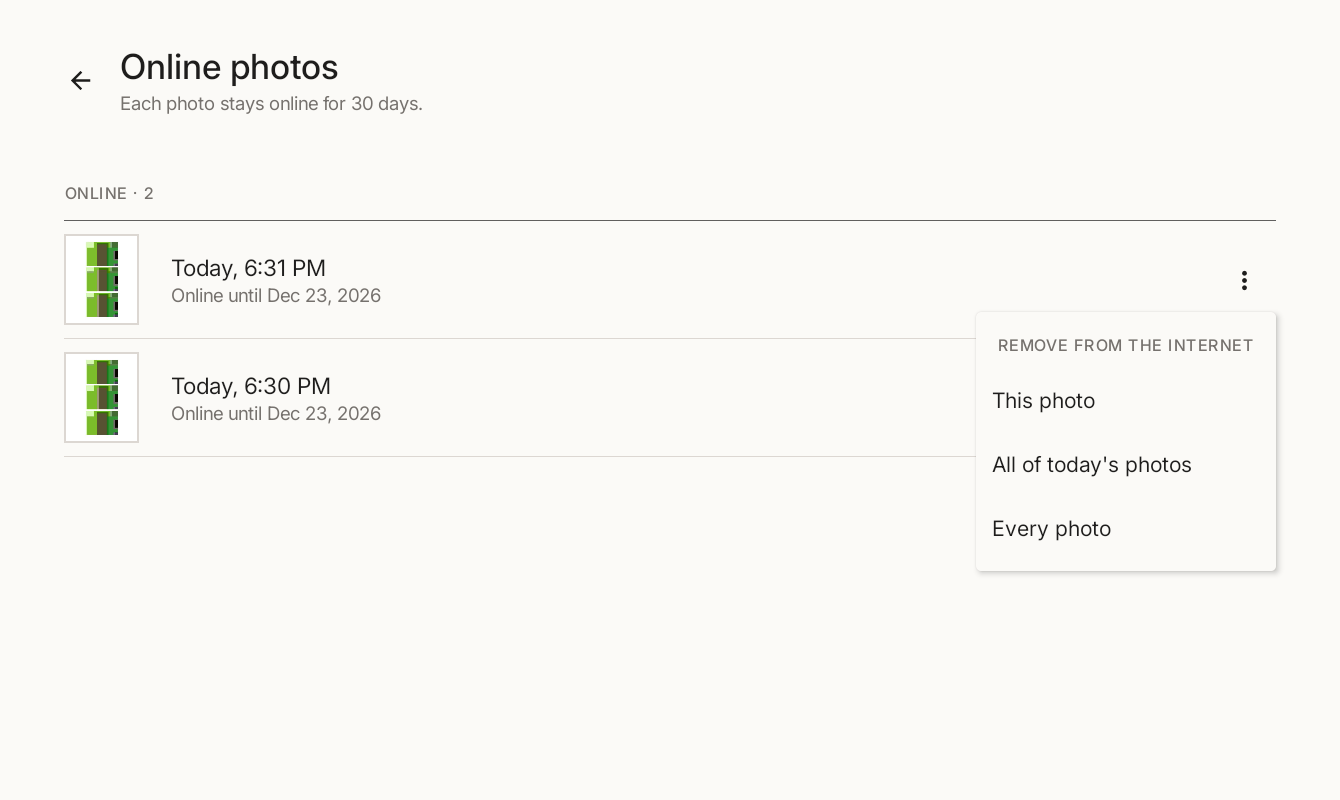 Online photos
Each photo stays online for 30 days.
ONLINE · 2
Today, 6:31 PM
Online until Dec 23, 2026
Today, 6:30 PM
Online until Dec 23, 2026
REMOVE FROM THE INTERNET
This photo
All of today's photos
Every photo